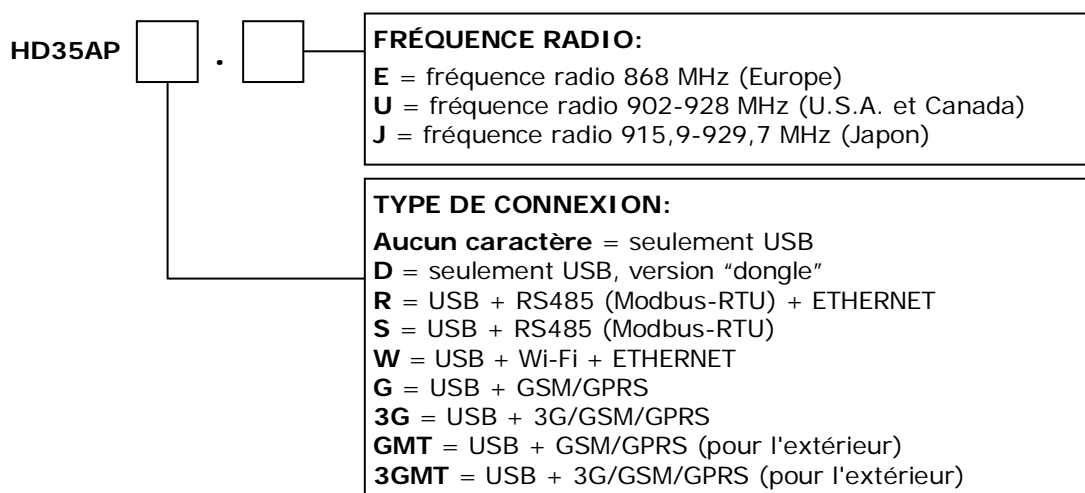 HD35AP .
FRÉQUENCE RADIO:
E = fréquence radio 868 MHz (Europe)
U = fréquence radio 902-928 MHz (U.S.A. et Canada)
J = fréquence radio 915,9-929,7 MHz (Japon)
TYPE DE CONNEXION:
Aucun caractère = seulement USB
D = seulement USB, version “dongle”
R = USB + RS485 (Modbus-RTU) + ETHERNET
S = USB + RS485 (Modbus-RTU)
W = USB + Wi-Fi + ETHERNET
G = USB + GSM/GPRS
3G = USB + 3G/GSM/GPRS
GMT = USB + GSM/GPRS (pour l'extérieur)
3GMT = USB + 3G/GSM/GPRS (pour l'extérieur)